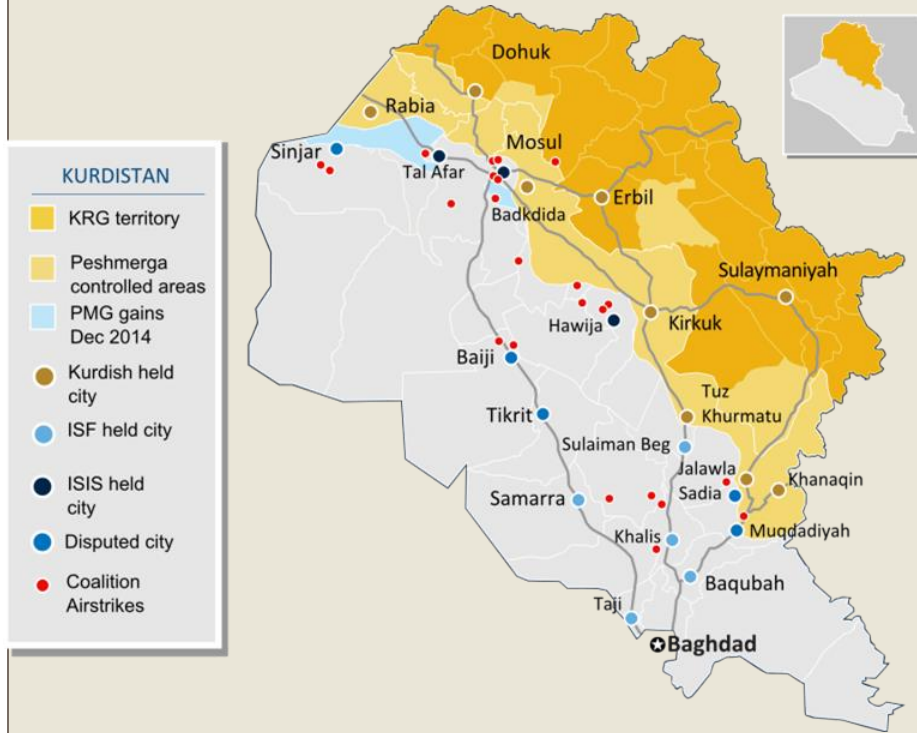 KURDISTAN
KRG territory
Peshmerga
controlled areas
PMG gains
Dec 2014
Kurdish held
city
ISF held city
ISIS held
city
Disputed city
Coalition
Airstrikes
Dohuk
Rabia
Sinjar
Mosul
Tal Afar
Erbil
Badkdida
Sulaymaniyah
Hawija
Kirkuk
Baiji
Tuz
Khurmatu
Tikrit
Sulaiman Beg
Jalawla
Khanaqin
Sadia
Samarra
Khalis
Muqdadiyah
Baqubah
Taji
Baghdad